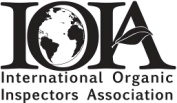 IOIA
International Organic
Inspectors Association